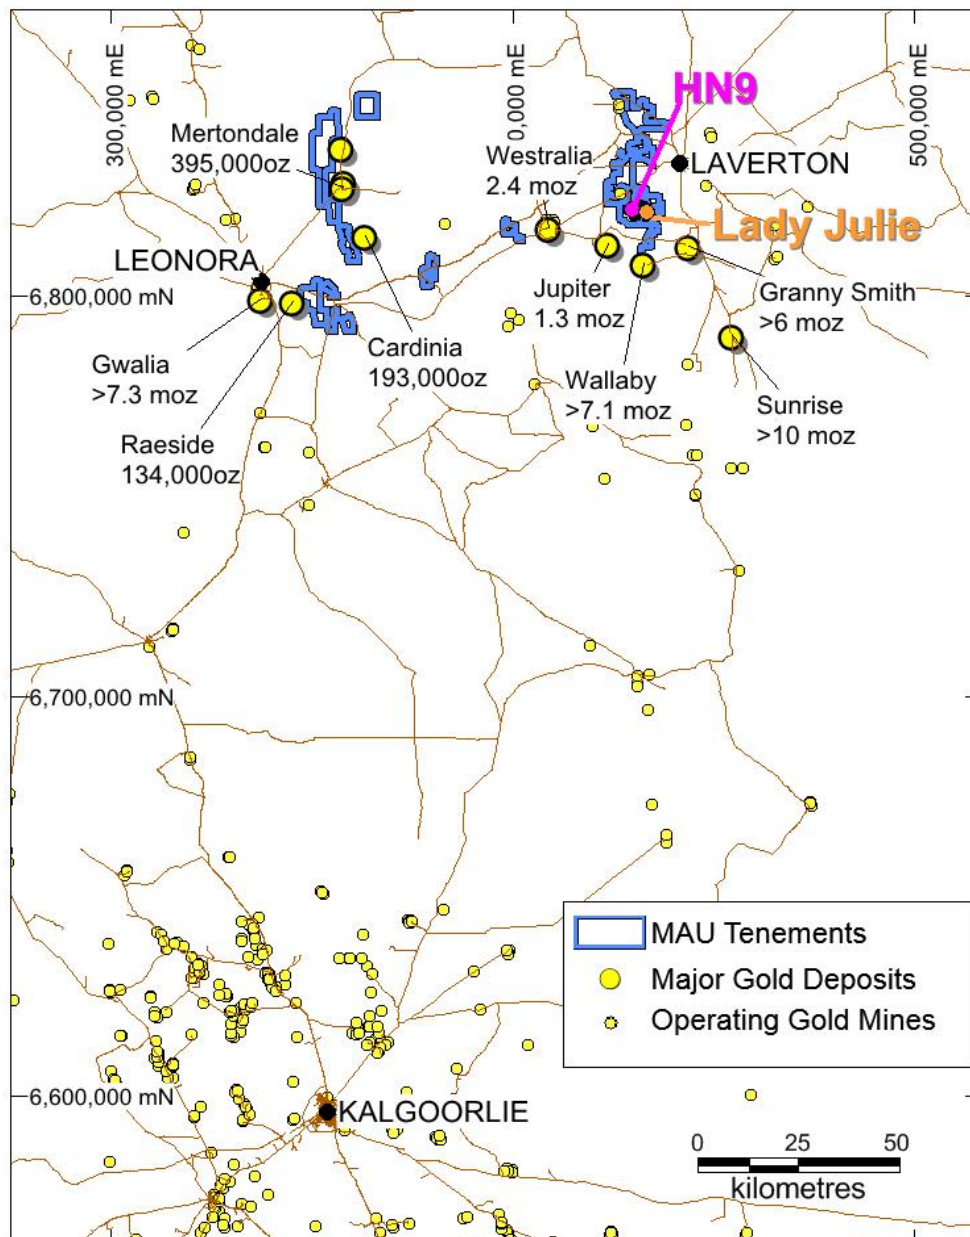 300,000 mE
0,000 mE
500,000 mE
HN9
Mertondale
395,000oz
Westralia
2.4 moz
LAVERTON
Lady Julie
LEONORA
6,800,000 mN
Jupiter
1.3 moz
Granny Smith
>6 moz
Gwalia
>7.3 moz
Cardinia
193,000oz
Wallaby
>7.1 moz
Sunrise
>10 moz
Raeside
134,000oz
6,700,000 mN
MAU Tenements
Major Gold Deposits
Operating Gold Mines
6,600,000 mN
KALGOORLIE
0 25 50
kilometres